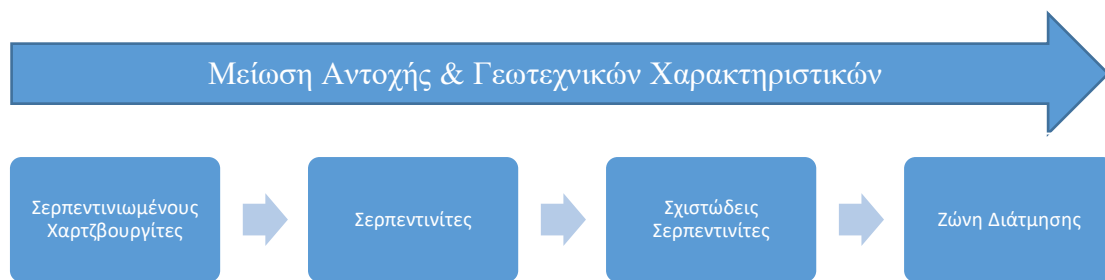 Μείωση Αντοχής & Γεωτεχνικών Χαρακτηριστικών
Σερπεντινιωμένους
Χαρτζβουργίτες
Σερπεντινίτες
Σχιστώδεις
Σερπεντινίτες
Ζώνη Διάτμησης